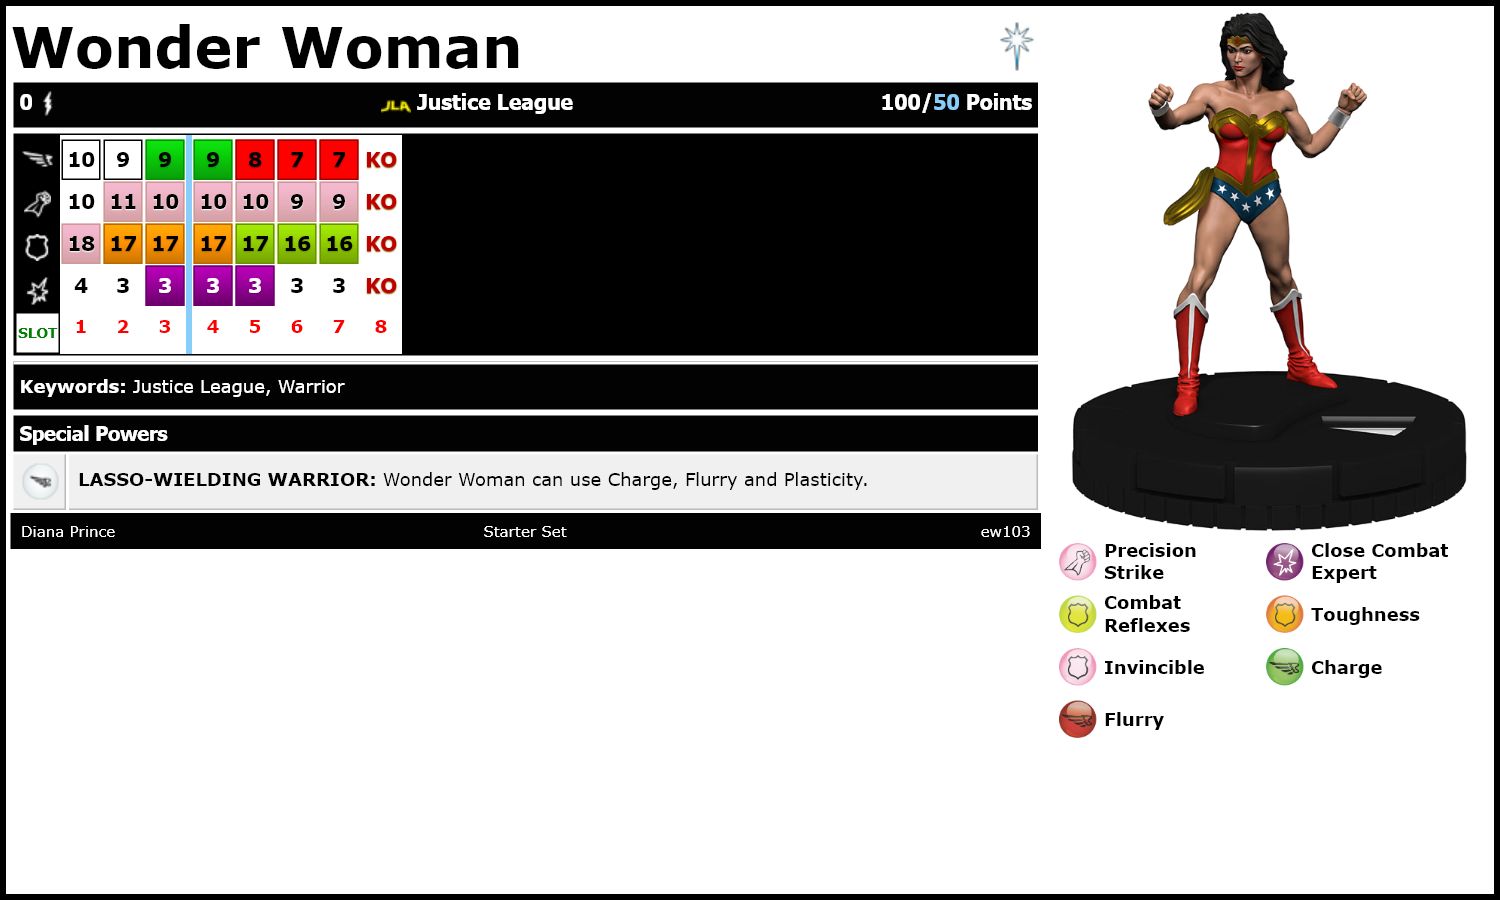 Wonder Woman
0 JLA Justice League 100/50 Points
10 9 9 9 8 7 7 KO
10 11 10 10 10 9 9 KO
18 17 17 17 17 16 16 KO
4 3 3 3 3 3 3 KO
SLOT 1 2 3 4 5 6 7 8
Keywords: Justice League, Warrior
Special Powers
LASSO-WIELDING WARRIOR: Wonder Woman can use Charge, Flurry and Plasticity.
Diana Prince Starter Set ew103
Precision
Strike
Close Combat
Expert
Combat
Reflexes
Toughness
Invincible
Charge
Flurry